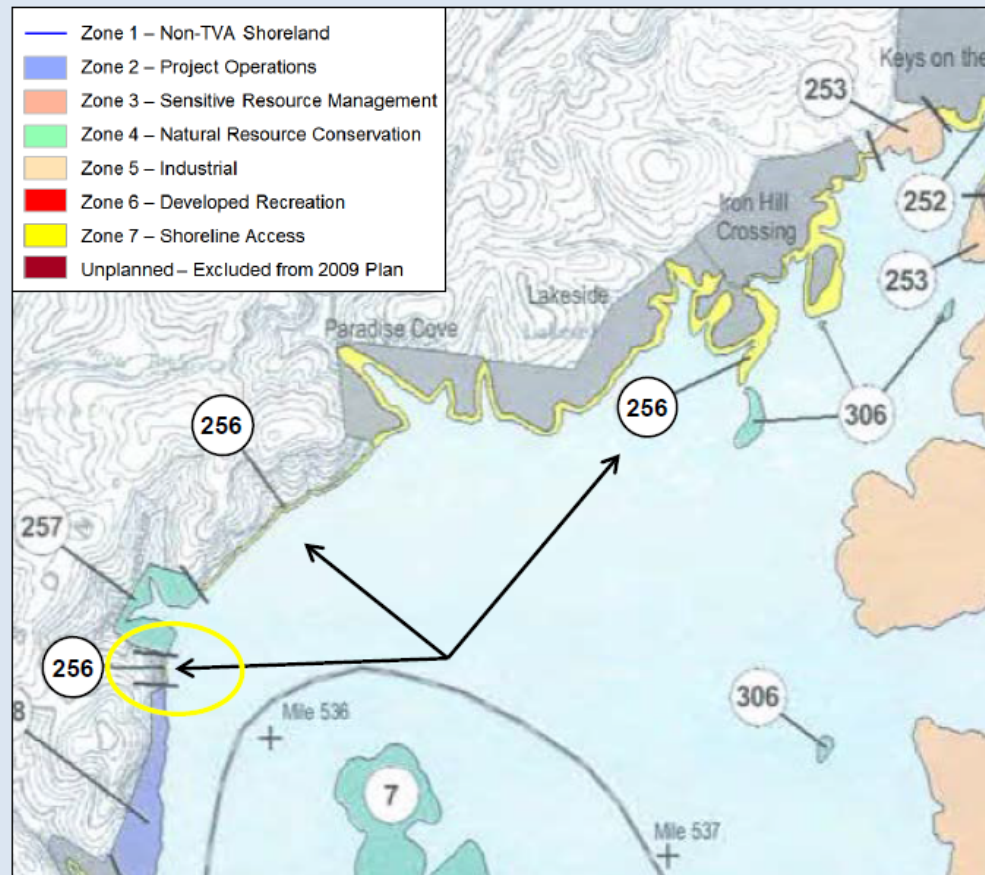 Zone 1 – Non-TVA Shoreland
Zone 2 – Project Operations
Zone 3 – Sensitive Resource Management
Zone 4 – Natural Resource Conservation
Zone 5 – Industrial
Zone 6 – Developed Recreation
Zone 7 – Shoreline Access
Unplanned – Excluded from 2009 Plan
Keys on the
253
252
Iron Hill
Crossing
253
Lakeside
Paradise Cove
256
306
256
257
256
306
8
Mile 536
7
Mile 537